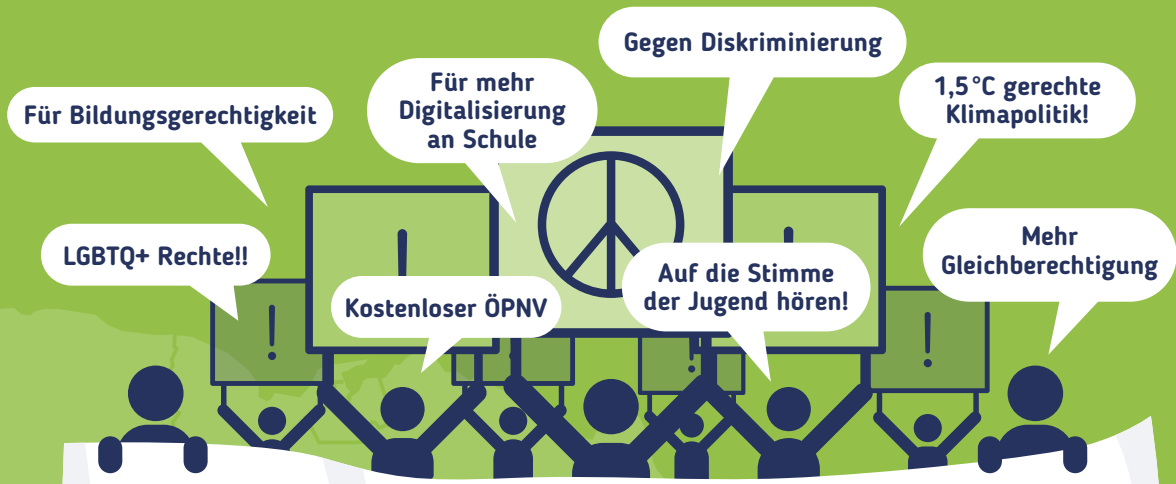 Gegen Diskriminierung
Für mehr
Digitalisierung
an Schule
1,5°C gerechte
Klimapolitik!
Für Bildungsgerechtigkeit
LGBTQ+ Rechte!!
Kostenloser ÖPNV
Auf die Stimme
der Jugend hören!
Mehr
Gleichberechtigung
!
!
!
!